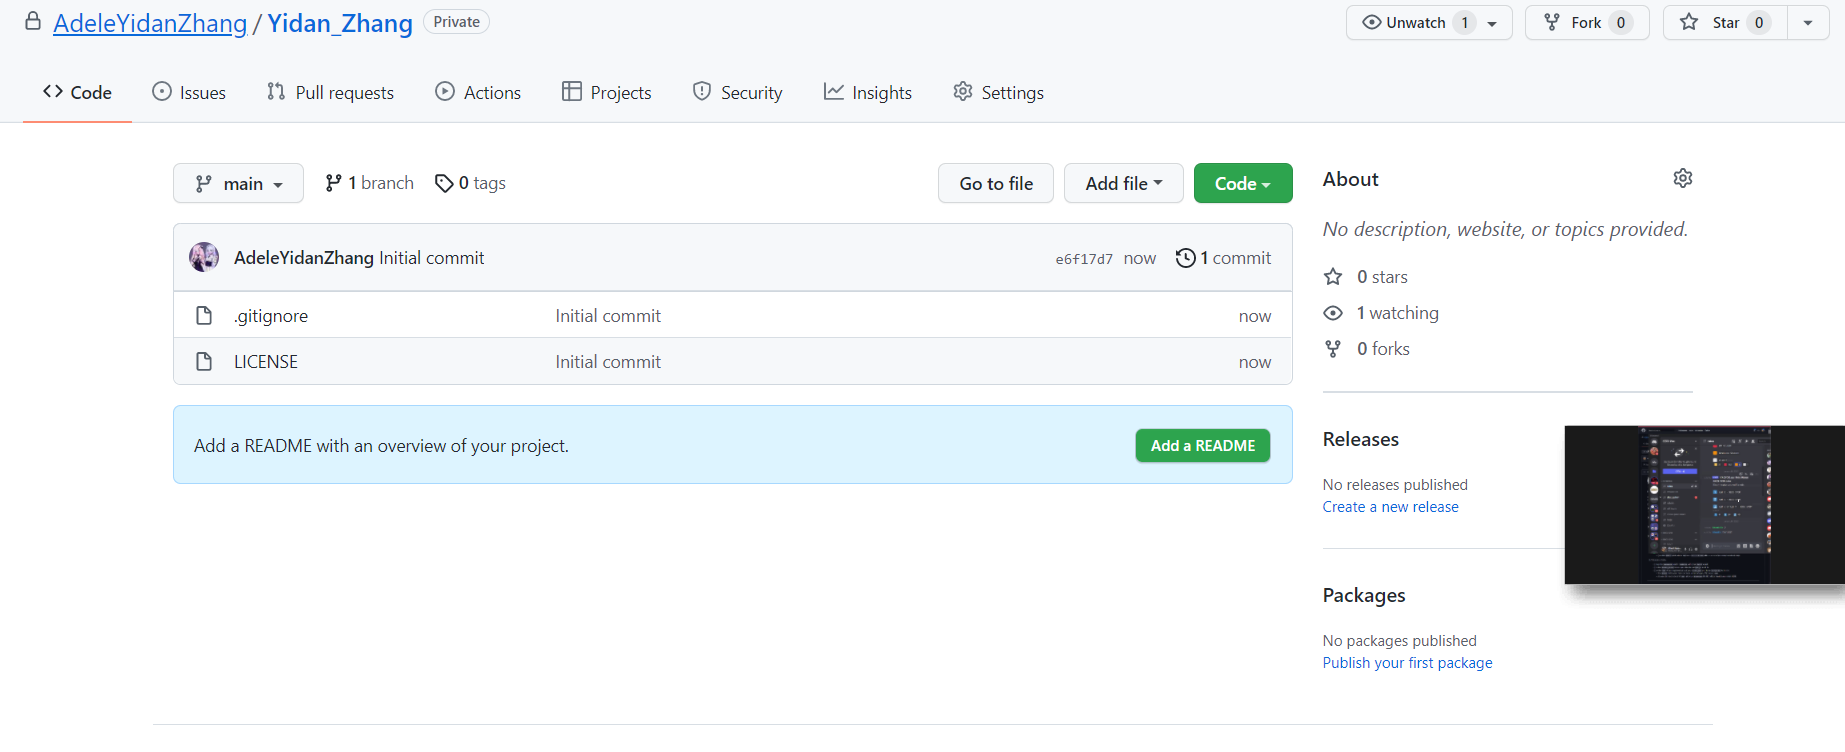 AdeleYidanZhang / Yidan_Zhang Private
Unwatch 1
Fork 0
Star 0
Code
Issues
Pull requests
Actions
Projects
Security
Insights
Settings
main
1 branch
0 tags
Go to file
Add file
Code
AdeleYidanZhang Initial commit
e6f17d7 now 1 commit
.gitignore Initial commit now
LICENSE Initial commit now
Add a README with an overview of your project.
Add a README
About
No description, website, or topics provided.
0 stars
1 watching
0 forks
Releases
No releases published
Create a new release
Packages
No packages published
Publish your first package